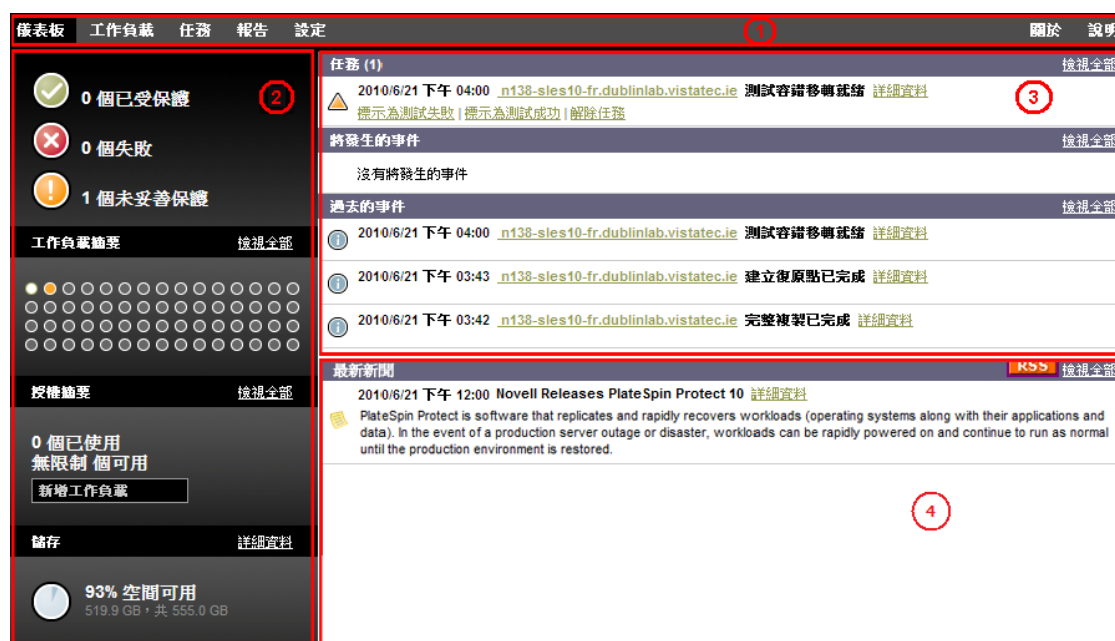 儀表板 工作負載 任務 報告 設定 1 關於 說明
0 個已受保護 2
0 個失敗
1 個未妥善保護
工作負載摘要 檢視全部
授權摘要 檢視全部
0 個已使用
無限制 個可用
新增工作負載
儲存 詳細資料
93% 空間可用
519.9 GB,共 555.0 GB
任務 (1) 檢視全部
2010/6/21 下午 04:00 n138-sles10-fr.dublinlab.vistatec.ie 測試容錯移轉就緒 詳細資料 3
標示為測試失敗 | 標示為測試成功 | 解除任務
將發生的事件 檢視全部
沒有將發生的事件
過去的事件 檢視全部
2010/6/21 下午 04:00 n138-sles10-fr.dublinlab.vistatec.ie 測試容錯移轉就緒 詳細資料
2010/6/21 下午 03:43 n138-sles10-fr.dublinlab.vistatec.ie 建立復原點已完成 詳細資料
2010/6/21 下午 03:42 n138-sles10-fr.dublinlab.vistatec.ie 完整複製已完成 詳細資料
最新新聞 RSS 檢視全部
2010/6/21 下午 12:00 Novell Releases PlateSpin Protect 10 詳細資料
PlateSpin Protect is software that replicates and rapidly recovers workloads (operating systems along with their applications and
data). In the event of a production server outage or disaster, workloads can be rapidly powered on and continue to run as normal
until the production environment is restored.
4